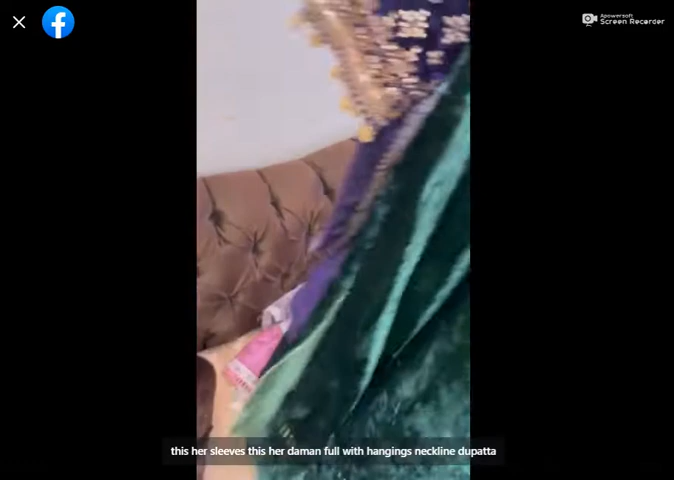 Apowersoft
Screen Recorder
this her sleeves this her daman full with hangings neckline dupatta